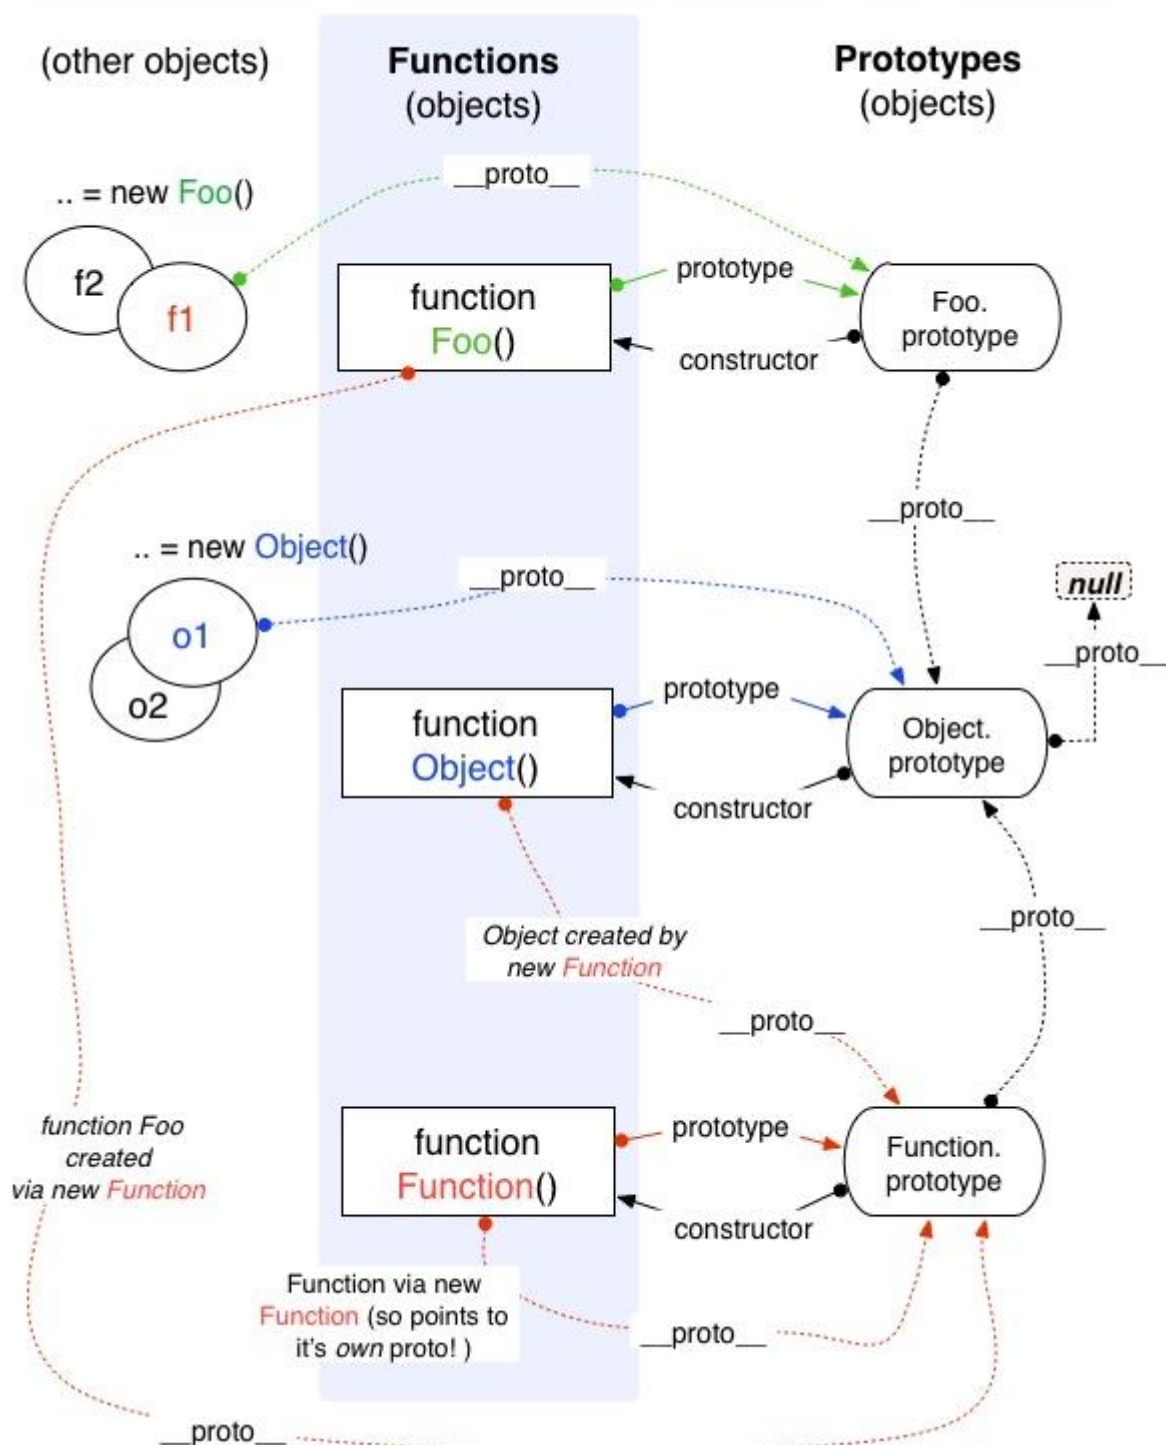 (other objects)
Functions
(objects)
Prototypes
(objects)
__proto__
.. = new Foo()
f2
f1
function
Foo()
prototype
constructor
Foo.
prototype
__proto__
.. = new Object()
__proto__
null
__proto__
o1
o2
function
Object()
prototype
constructor
Object.
prototype
__proto__
Object created by
new Function
__proto__
function Foo
created
via new Function
function
Function()
prototype
constructor
Function.
prototype
Function via new
Function (so points to
it's own proto! )
__proto__
__proto__